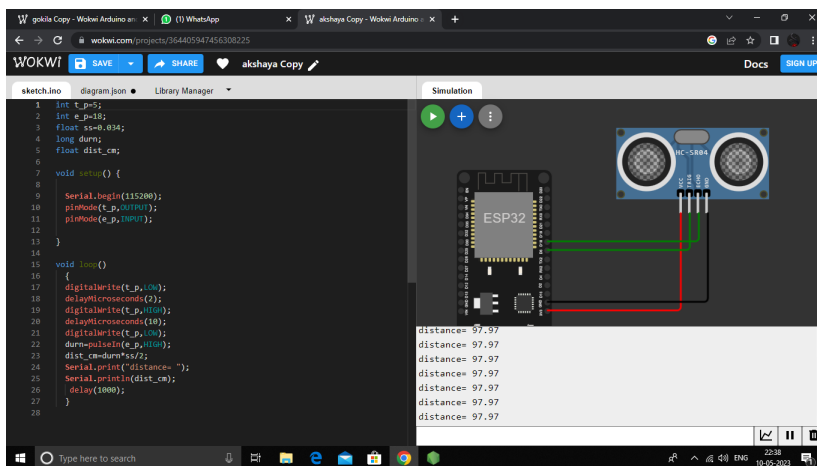 gokila Copy - Wokwi Arduino an
(1) WhatsApp
akshaya Copy - Wokwi Arduino
wokwi.com/projects/364405947456308225
WOKWI SAVE SHARE akshaya Copy Docs SIGN UP
sketch.ino diagram.json Library Manager Simulation
1 int t_p=5;
2 int e_p=18;
3 float ss=0.034;
4 long durn;
5 float dist_cm;
6
7 void setup() {
8
9 Serial.begin(115200);
10 pinMode(t_p,OUTPUT);
11 pinMode(e_p,INPUT);
12
13 }
14
15 void loop()
16 {
17 digitalWrite(t_p,LOW);
18 delayMicroseconds(2);
19 digitalWrite(t_p,HIGH);
20 delayMicroseconds(10);
21 digitalWrite(t_p,LOW);
22 durn=pulseIn(e_p,HIGH);
23 dist_cm=durn*ss/2;
24 Serial.print("distance= ");
25 Serial.println(dist_cm);
26 delay(1000);
27 }
28
HC-SR04
VCC
TRIG
ECHO
GND
ESP32
distance= 97.97
distance= 97.97
distance= 97.97
distance= 97.97
distance= 97.97
distance= 97.97
distance= 97.97
Type here to search
ENG
22:38
10-05-2023